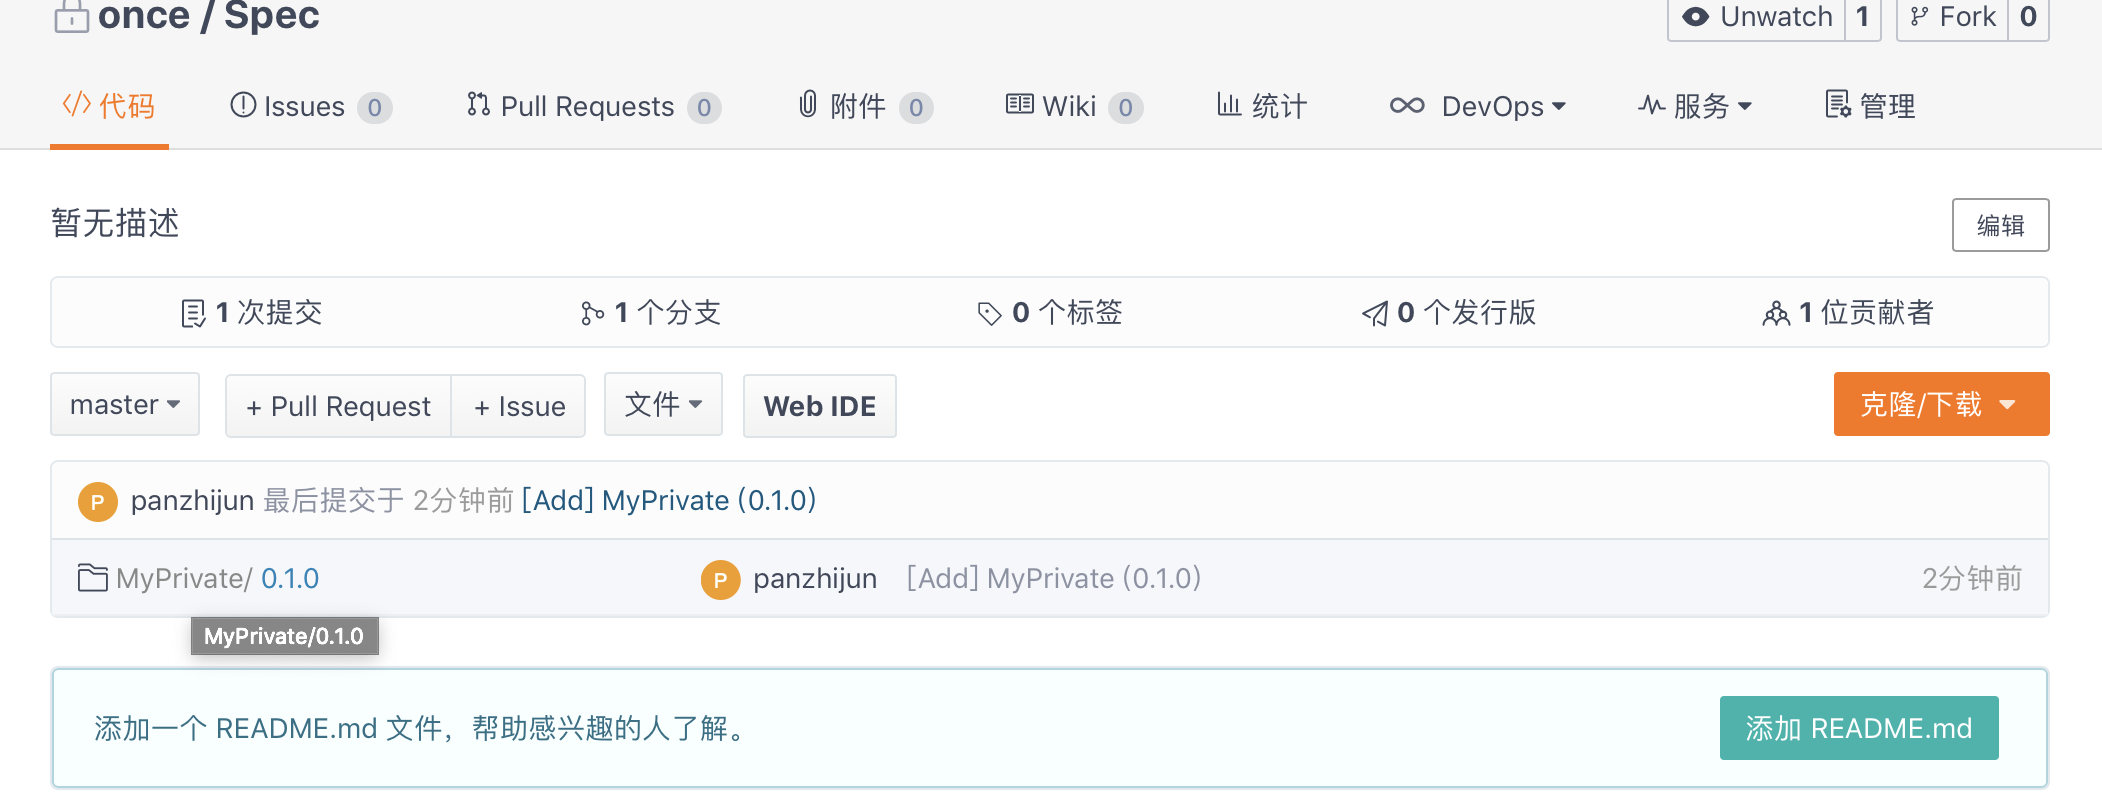 once / Spec
Unwatch 1 Fork 0
代码 Issues 0 Pull Requests 0 附件 0 Wiki 0 统计 DevOps 服务 管理
暂无描述
编辑
1 次提交 1 个分支 0 个标签 0 个发行版 1 位贡献者
master + Pull Request + Issue 文件 Web IDE 克隆/下载
P panzhijun 最后提交于 2分钟前 [Add] MyPrivate (0.1.0)
MyPrivate/ 0.1.0 P panzhijun [Add] MyPrivate (0.1.0) 2分钟前
MyPrivate/0.1.0
添加一个 README.md 文件，帮助感兴趣的人了解。 添加 README.md